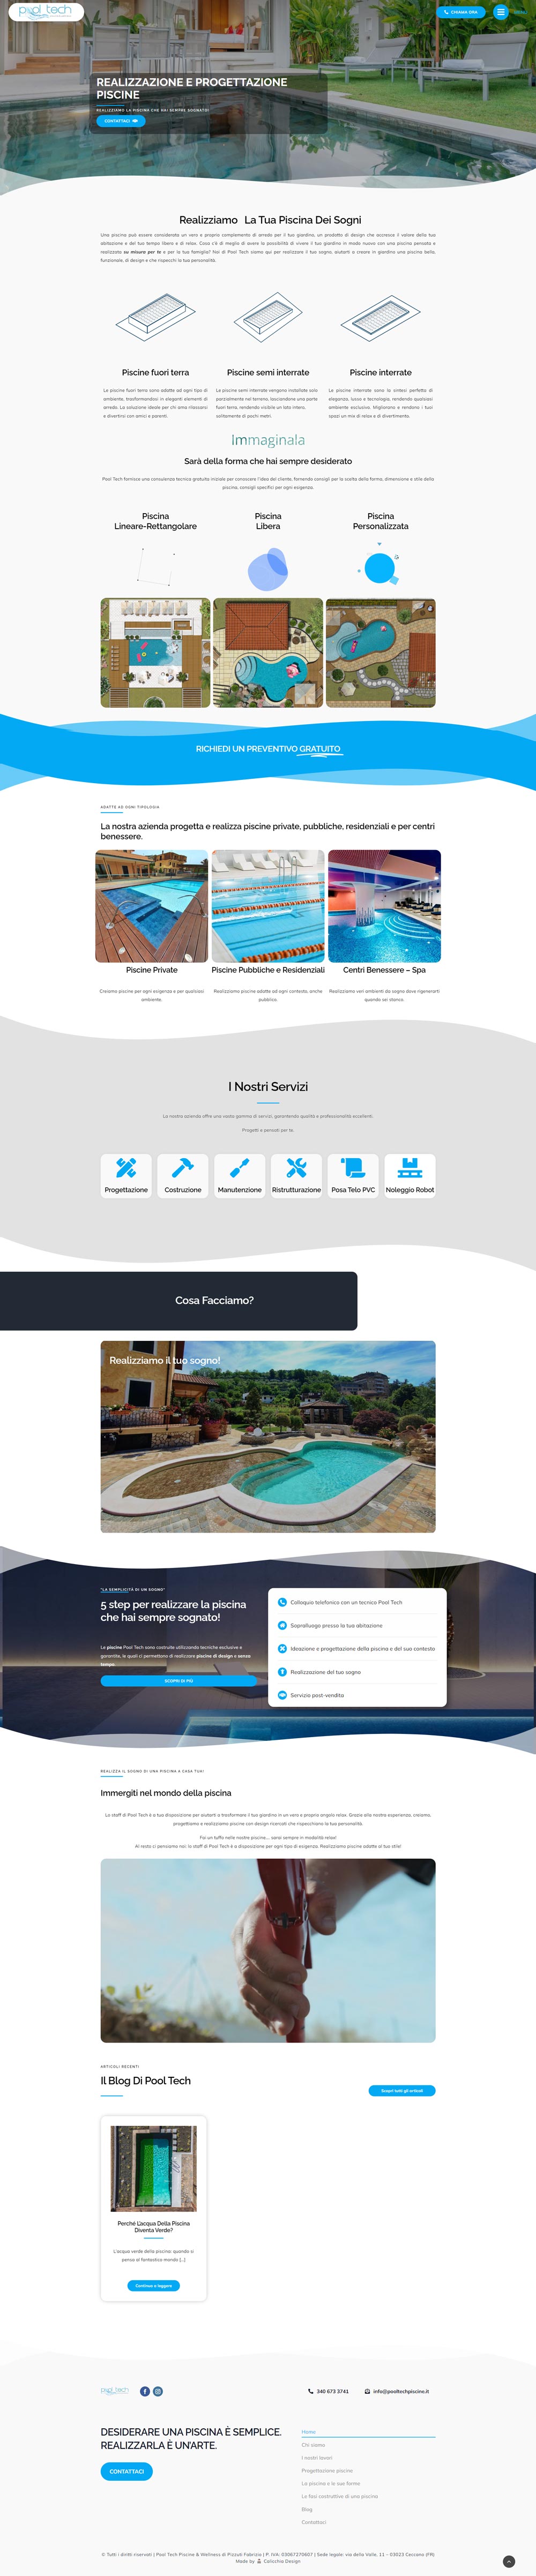 pool tech
CHIAMA ORA
MENU
REALIZZAZIONE E PROGETTAZIONE
PISCINE
REALIZZIAMO LA PISCINA CHE HAI SEMPRE SOGNATO!
CONTATTACI
Realizziamo La Tua Piscina Dei Sogni
Una piscina può essere considerata un vero e proprio complemento di arredo per il tuo giardino, un prodotto di design che accresce il valore della tua
abitazione e del tuo tempo libero e di relax. Cosa c'è di meglio di avere la possibilità di vivere il tuo giardino in modo nuovo con una piscina pensata e
realizzata su misura per te e per la tua famiglia? Noi di Pool Tech siamo qui per realizzare il tuo sogno, aiutarti a creare in giardino una piscina bella,
funzionale, di design e che rispecchi la tua personalità.
Piscine fuori terra
Le piscine fuori terra sono adatte ad ogni tipo di
ambiente, trasformandosi in eleganti elementi di
arredo. La soluzione ideale per chi ama rilassarsi
e divertirsi con amici e parenti.
Piscine semi interrate
Le piscine semi interrate vengono installate solo
parzialmente nel terreno, lasciandone una parte
fuori terra, rendendo visibile un lato intero,
solitamente di pochi metri.
Piscine interrate
Le piscine interrate sono la sintesi perfetta di
eleganza, lusso e tecnologia, rendendo qualsiasi
ambiente esclusivo. Migliorano e rendono i tuoi
spazi un mix di relax e di divertimento.
immaginala
Sarà della forma che hai sempre desiderato
Pool Tech fornisce una consulenza tecnica gratuita iniziale per conoscere l'idea del cliente, fornendo consigli per la scelta della forma, dimensione e stile della
piscina, consigli specifici per ogni esigenza.
Piscina
Lineare-Rettangolare
Piscina
Libera
Piscina
Personalizzata
RICHIEDI UN PREVENTIVO GRATUITO
ADATTE AD OGNI TIPOLOGIA
La nostra azienda progetta e realizza piscine private, pubbliche, residenziali e per centri
benessere.
Piscine Private
Creiamo piscine per ogni esigenza e per qualsiasi
ambiente.
Piscine Pubbliche e Residenziali
Realizziamo piscine adatte ad ogni contesto, anche
pubblico.
Centri Benessere – Spa
Realizziamo veri ambienti da sogno dove rigenerarti
quando sei stanco.
I Nostri Servizi
La nostra azienda offre una vasta gamma di servizi, garantendo qualità e professionalità eccellenti.
Progetti e pensati per te.
Progettazione
Costruzione
Manutenzione
Ristrutturazione
Posa Telo PVC
Noleggio Robot
Cosa Facciamo?
Realizziamo il tuo sogno!
"LA SEMPLICITÀ DI UN SOGNO"
5 step per realizzare la piscina
che hai sempre sognato!
Le piscine Pool Tech sono costruite utilizzando tecniche esclusive e
garantite, le quali ci permettono di realizzare piscine di design e senza
tempo.
SCOPRI DI PIÙ
Colloquio telefonico con un tecnico Pool Tech
Sopralluogo presso la tua abitazione
Ideazione e progettazione della piscina e del suo contesto
Realizzazione del tuo sogno
Servizio post-vendita
REALIZZA IL SOGNO DI UNA PISCINA A CASA TUA!
Immergiti nel mondo della piscina
Lo staff di Pool Tech è a tua disposizione per aiutarti a trasformare il tuo giardino in un vero e proprio angolo relax. Grazie alla nostra esperienza, creiamo,
progettiamo e realizziamo piscine con design ricercati che rispecchiano la tua personalità.
Fai un tuffo nelle nostre piscine…. sarai sempre in modalità relax!
Al resto ci pensiamo noi: lo staff di Pool Tech è a disposizione per ogni tipo di esigenza. Realizziamo piscine adatte al tuo stile!
ARTICOLI RECENTI
Il Blog Di Pool Tech
Scopri tutti gli articoli
Perché L'acqua Della Piscina
Diventa Verde?
L'acqua verde della piscina: quando si
pensa al fantastico mondo [...]
Continua a leggere
pool tech
340 673 3741
info@pooltechpiscine.it
DESIDERARE UNA PISCINA È SEMPLICE.
REALIZZARLA È UN'ARTE.
CONTATTACI
Home
Chi siamo
I nostri lavori
Progettazione piscine
La piscina e le sue forme
Le fasi costruttive di una piscina
Blog
Contattaci
© Tutti i diritti riservati | Pool Tech Piscine & Wellness di Pizzuti Fabrizio | P. IVA: 03067270607 | Sede legale: via della Valle, 11 – 03023 Ceccano (FR)
Made by Colicchia Design